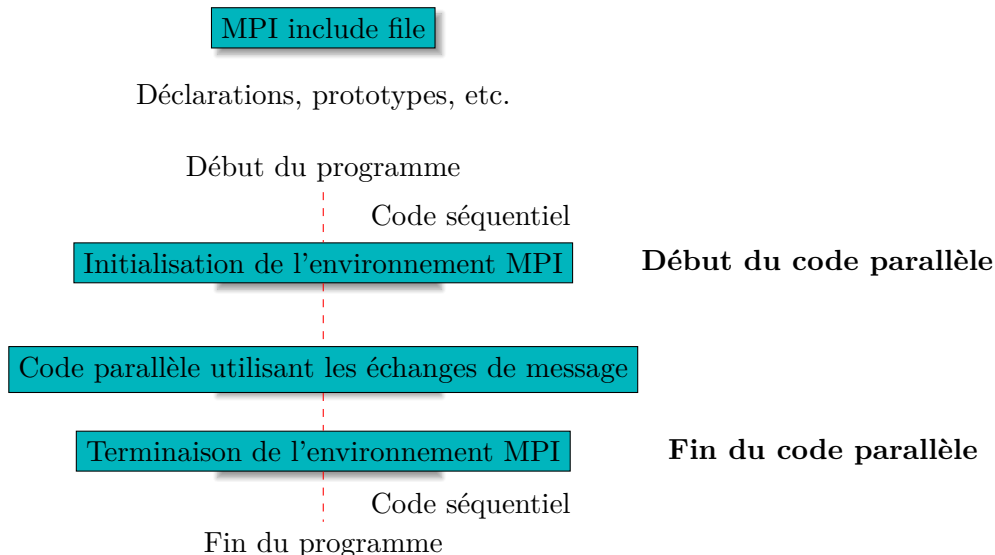 MPI include file
Déclarations, prototypes, etc.
Début du programme
Code séquentiel
Initialisation de l'environnement MPI
Début du code parallèle
Code parallèle utilisant les échanges de message
Terminaison de l'environnement MPI
Fin du code parallèle
Code séquentiel
Fin du programme